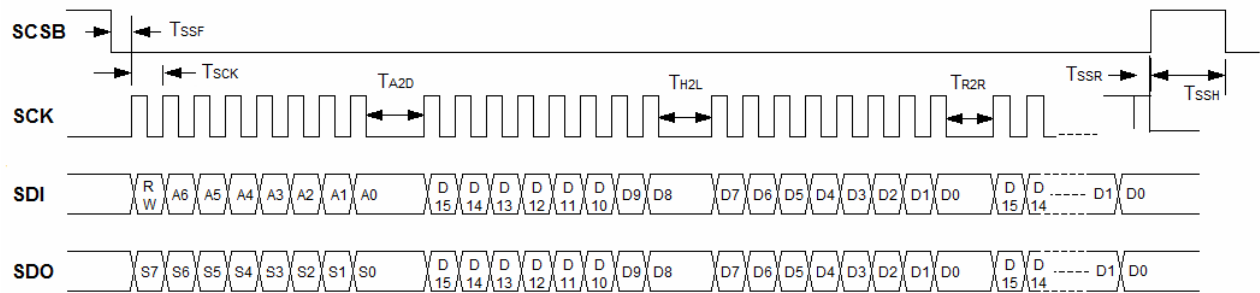 SCSB TSSF
TSCK TA2D TH2L TR2R TSSR TSSH
SCK
SDI R W A6 A5 A4 A3 A2 A1 A0 D 15 D 14 D 13 D 12 D 11 D 10 D9 D8 D7 D6 D5 D4 D3 D2 D1 D0 D 15 D 14 D1 D0
SDO S7 S6 S5 S4 S3 S2 S1 S0 D 15 D 14 D 13 D 12 D 11 D 10 D9 D8 D7 D6 D5 D4 D3 D2 D1 D0 D 15 D 14 D1 D0